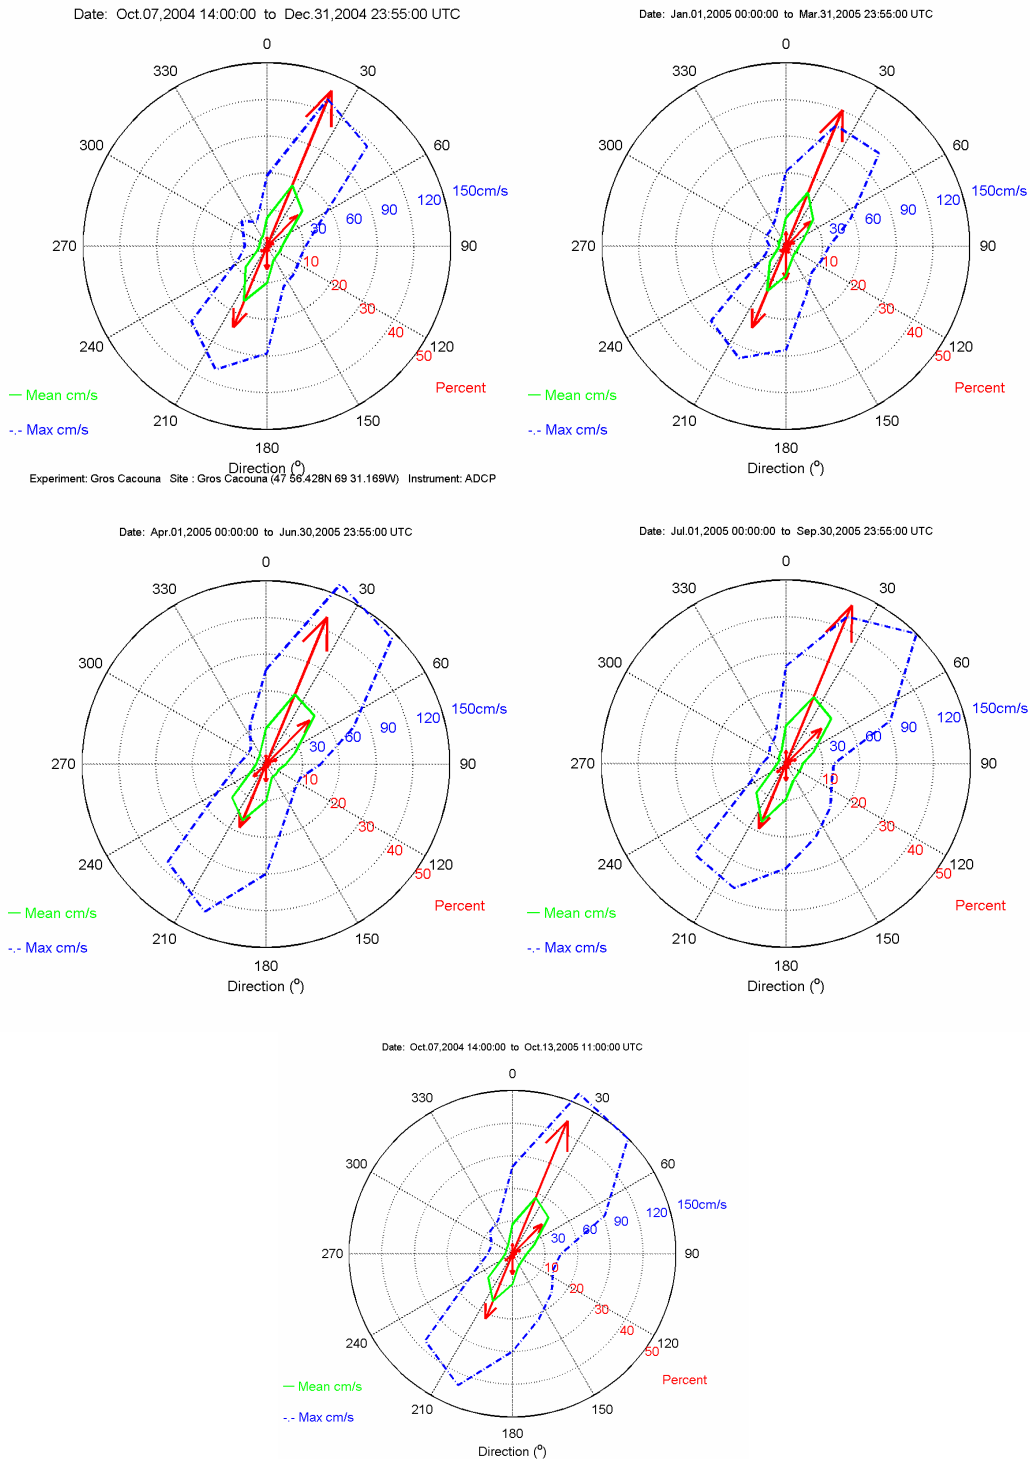 Date: Oct.07,2004 14:00:00 to Dec.31,2004 23:55:00 UTC
0
330 30
300 60
150cm/s
120
90
60
30
270 90
10
20
30
40
50
240 120
Percent
— Mean cm/s
210 150
-.- Max cm/s
180
Direction (°)
Date: Jan.01,2005 00:00:00 to Mar.31,2005 23:55:00 UTC
0
330 30
300 60
150cm/s
120
90
60
30
270 90
10
20
30
40
50
240 120
Percent
— Mean cm/s
210 150
-.- Max cm/s
180
Direction (°)
Experiment: Gros Cacouna Site : Gros Cacouna (47 56.428N 69 31.169W) Instrument: ADCP
Date: Apr.01,2005 00:00:00 to Jun.30,2005 23:55:00 UTC
0
330 30
300 60
150cm/s
120
90
60
30
270 90
10
20
30
40
50
240 120
Percent
— Mean cm/s
210 150
-.- Max cm/s
180
Direction (°)
Date: Jul.01,2005 00:00:00 to Sep.30,2005 23:55:00 UTC
0
330 30
300 60
150cm/s
120
90
60
30
270 90
10
20
30
40
50
240 120
Percent
— Mean cm/s
210 150
-.- Max cm/s
180
Direction (°)
Date: Oct.07,2004 14:00:00 to Oct.13,2005 11:00:00 UTC
0
330 30
300 60
150cm/s
120
90
60
30
270 90
10
20
30
40
50
240 120
Percent
— Mean cm/s
210 150
-.- Max cm/s
180
Direction (°)